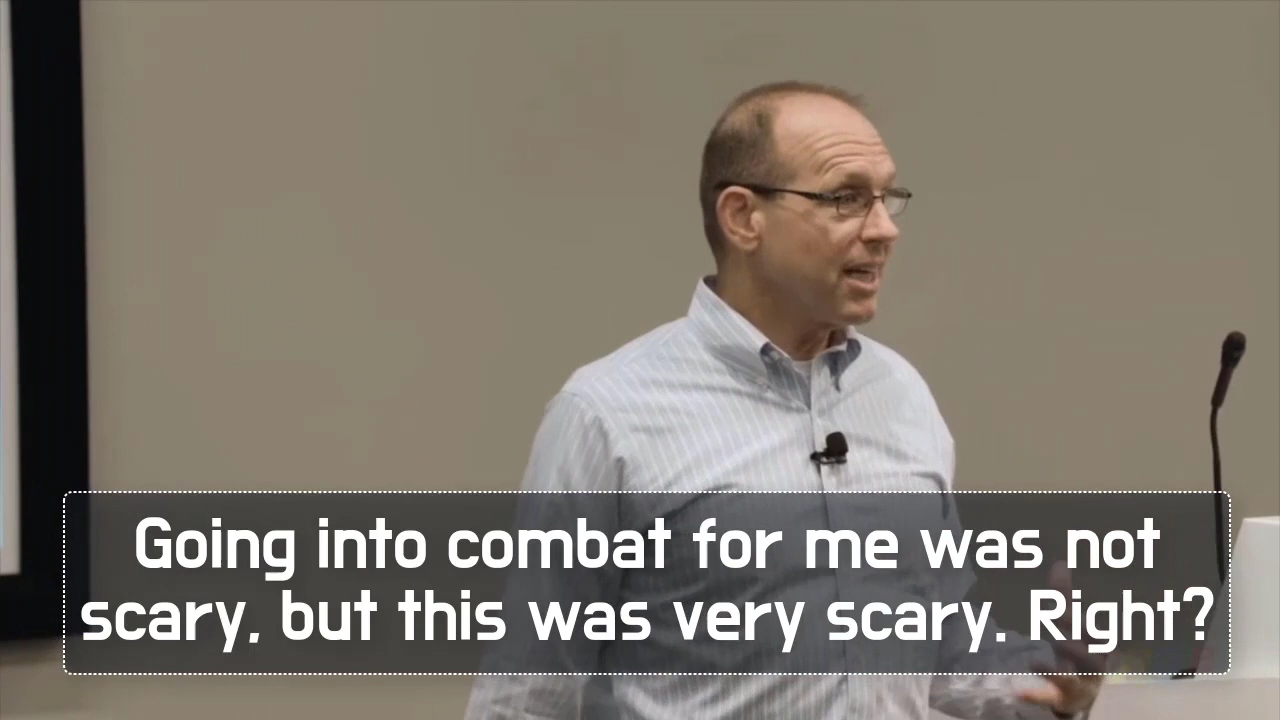 Going into combat for me was not
scary, but this was very scary. Right?